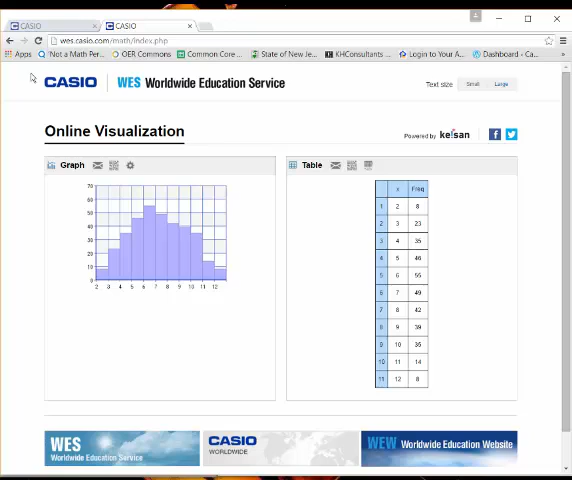 CASIO
CASIO
wes.casio.com/math/index.php
Apps
'Not a Math Per...
OER Commons
Common Core ...
State of New Je...
KHConsultants ...
Login to Your A...
Dashboard - Ca...
CASIO WES Worldwide Education Service
Text size Small Large
Online Visualization
Powered by ke!san
Graph
Table
70
60
50
40
30
20
10
0
2 3 4 5 6 7 8 9 10 11 12
x Freq
1 2 8
2 3 23
3 4 35
4 5 46
5 6 55
6 7 49
7 8 42
8 9 39
9 10 35
10 11 14
11 12 8
WES
Worldwide Education Service
CASIO
WORLDWIDE
WEW Worldwide Education Website